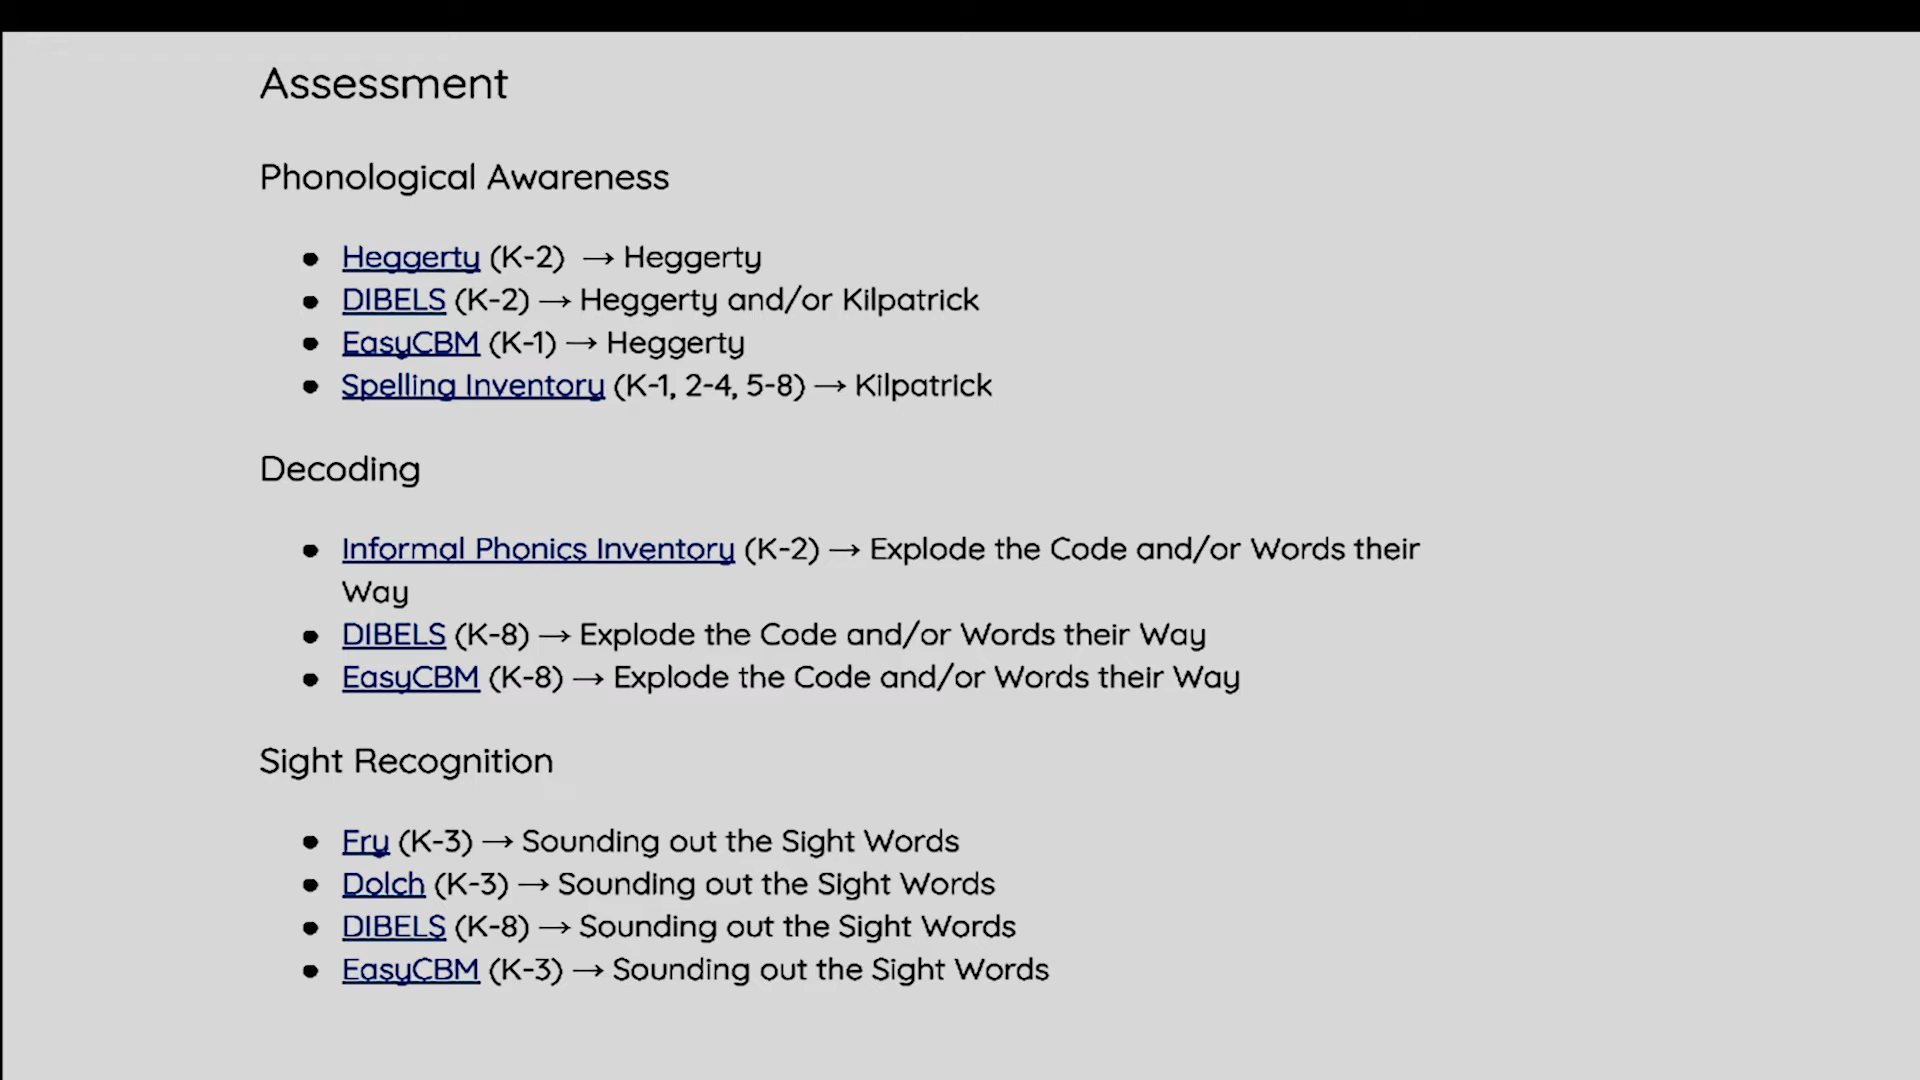 Assessment
Phonological Awareness
● Heggerty (K-2) → Heggerty
● DIBELS (K-2) → Heggerty and/or Kilpatrick
● EasyCBM (K-1) → Heggerty
● Spelling Inventory (K-1, 2-4, 5-8) → Kilpatrick
Decoding
● Informal Phonics Inventory (K-2) → Explode the Code and/or Words their
Way
● DIBELS (K-8) → Explode the Code and/or Words their Way
● EasyCBM (K-8) → Explode the Code and/or Words their Way
Sight Recognition
● Fry (K-3) → Sounding out the Sight Words
● Dolch (K-3) → Sounding out the Sight Words
● DIBELS (K-8) → Sounding out the Sight Words
● EasyCBM (K-3) → Sounding out the Sight Words